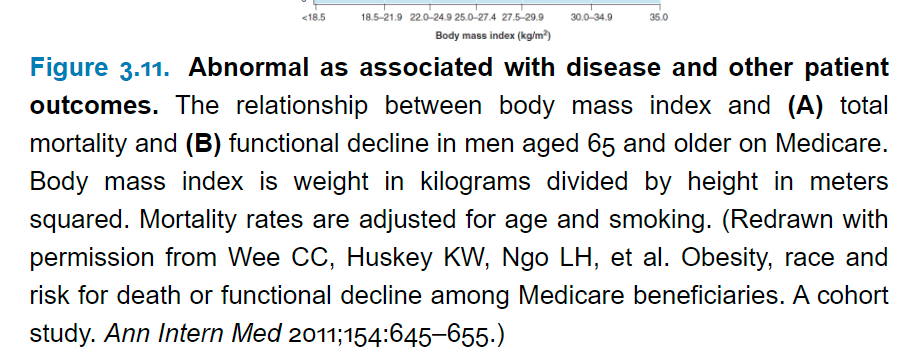 <18.5 18.5–21.9 22.0–24.9 25.0–27.4 27.5–29.9 30.0–34.9 35.0
Body mass index (kg/m²)
Figure 3.11. Abnormal as associated with disease and other patient
outcomes. The relationship between body mass index and (A) total
mortality and (B) functional decline in men aged 65 and older on Medicare.
Body mass index is weight in kilograms divided by height in meters
squared. Mortality rates are adjusted for age and smoking. (Redrawn with
permission from Wee CC, Huskey KW, Ngo LH, et al. Obesity, race and
risk for death or functional decline among Medicare beneficiaries. A cohort
study. Ann Intern Med 2011;154:645–655.)